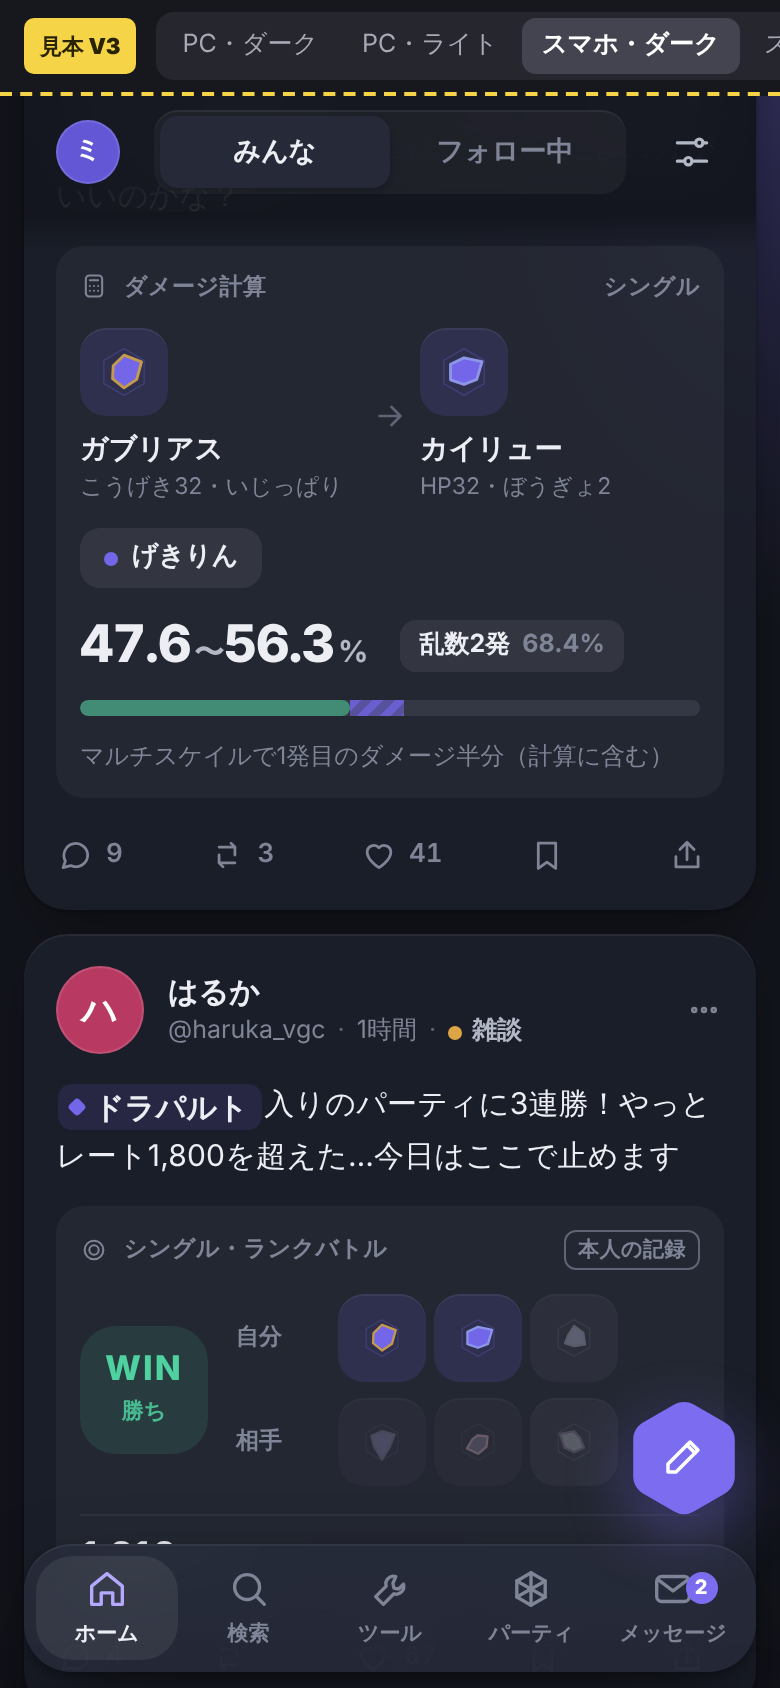 見本 V3
PC・ダーク
PC・ライト
スマホ・ダーク
ミ
みんな
フォロー中
いいのかな？
ダメージ計算
シングル
ガブリアス
カイリュー
こうげき32・いじっぱり
HP32・ぼうぎょ2
げきりん
47.6〜56.3%
乱数2発 68.4%
マルチスケイルで1発目のダメージ半分（計算に含む）
9
3
41
ハ
はるか
@haruka_vgc · 1時間 · 雑談
ドラパルト入りのパーティに3連勝！やっと
レート1,800を超えた…今日はここで止めます
シングル・ランクバトル
本人の記録
WIN
勝ち
自分
相手
2
ホーム
検索
ツール
パーティ
メッセージ